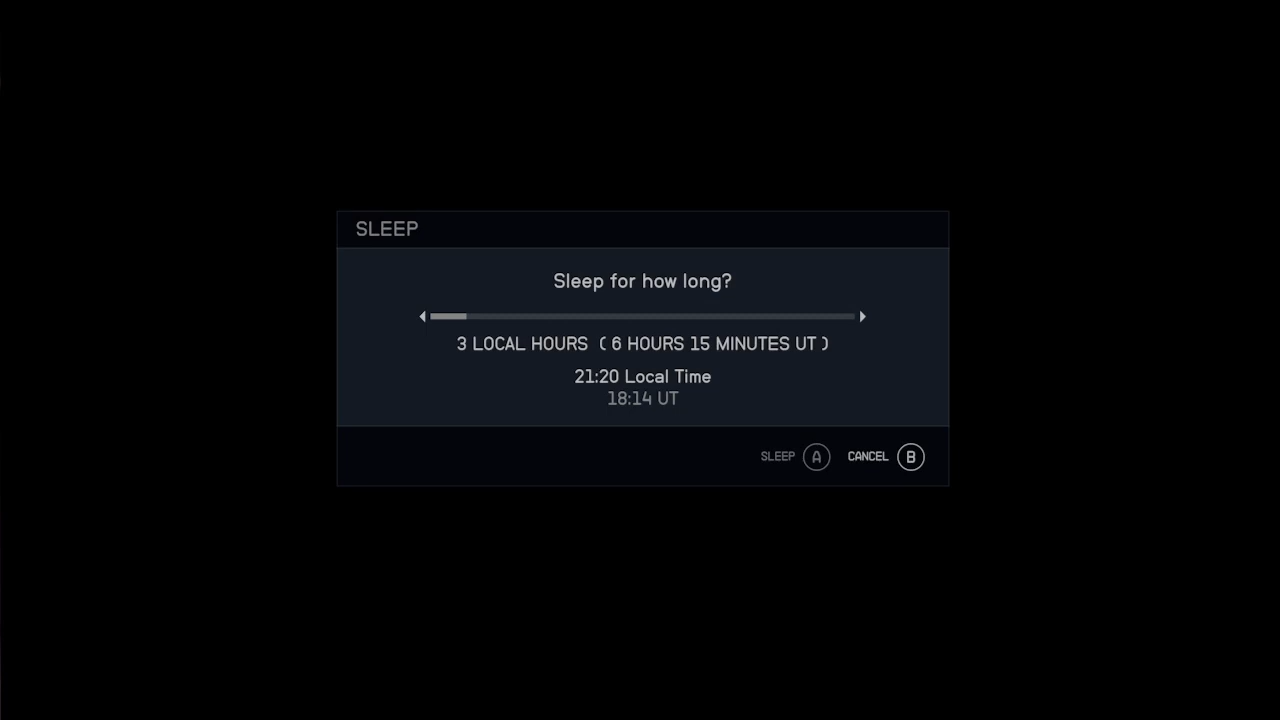 SLEEP
Sleep for how long?
3 LOCAL HOURS ( 6 HOURS 15 MINUTES UT )
21:20 Local Time
18:14 UT
SLEEP A CANCEL B